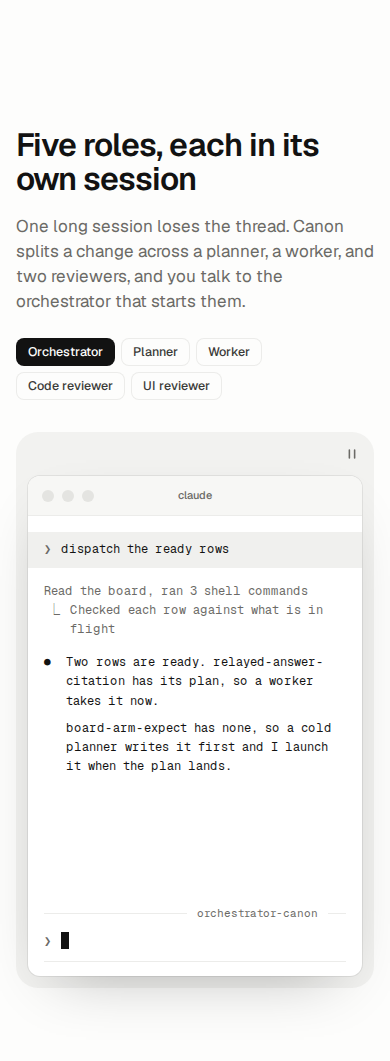 Five roles, each in its
own session
One long session loses the thread. Canon
splits a change across a planner, a worker, and
two reviewers, and you talk to the
orchestrator that starts them.
Orchestrator Planner Worker
Code reviewer UI reviewer
claude
❯ dispatch the ready rows
Read the board, ran 3 shell commands
⎿ Checked each row against what is in
flight
● Two rows are ready. relayed-answer-
citation has its plan, so a worker
takes it now.
board-arm-expect has none, so a cold
planner writes it first and I launch
it when the plan lands.
orchestrator-canon
❯